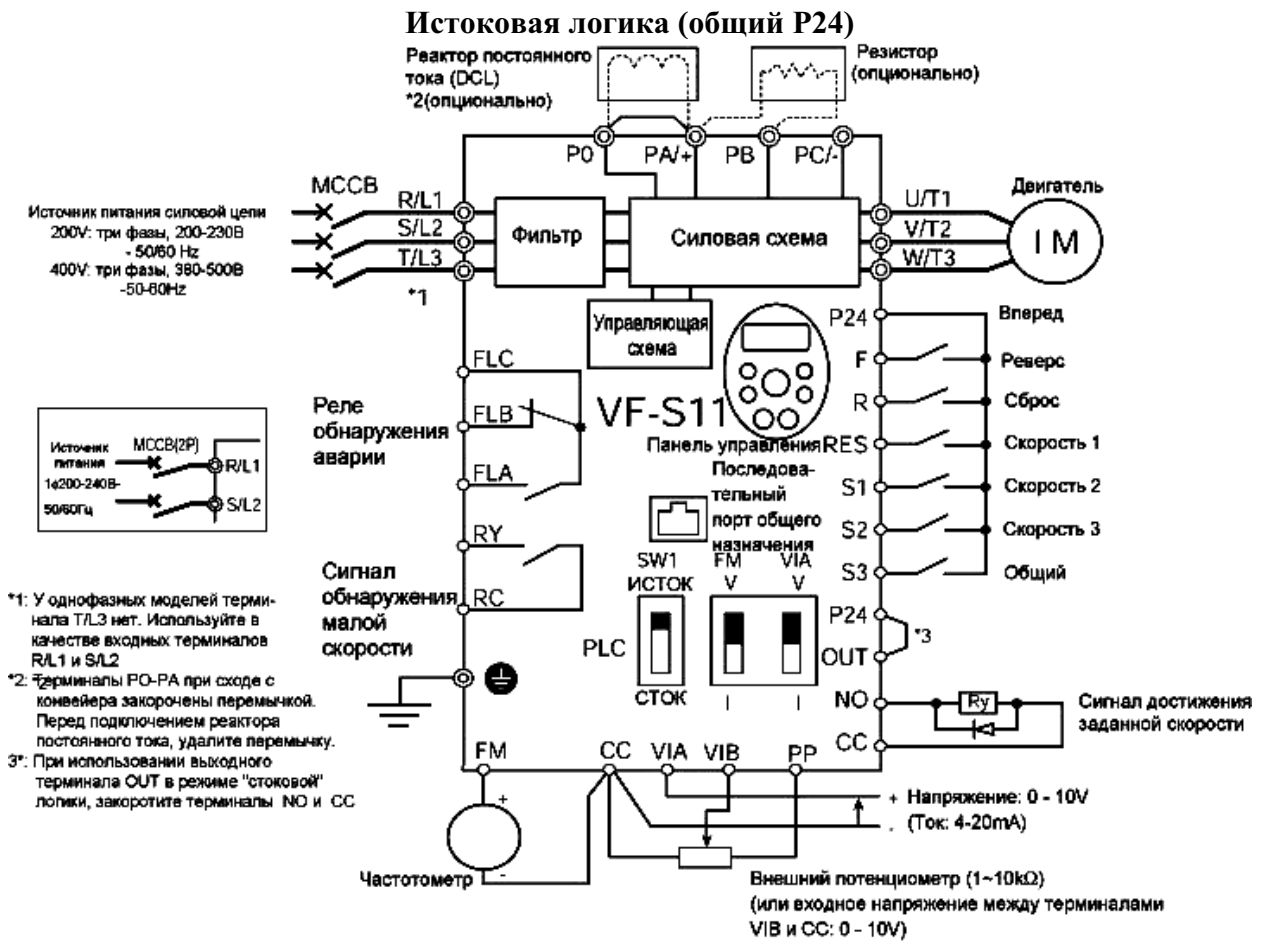 Истоковая логика (общий P24)
Реактор постоянного
тока (DCL)
*2(опционально)
Резистор
(опционально)
P0
PA/+
PB
PC/-
MCCB
R/L1
S/L2
T/L3
*1
Источник питания силовой цепи
200V: три фазы, 200-230В
- 50/60 Hz
400V: три фазы, 380-500В
-50-60Hz
Фильтр
Силовая схема
U/T1
V/T2
W/T3
Двигатель
I M
Управляющая
схема
P24
Вперед
F
Реверс
R
Сброс
RES
Скорость 1
S1
Скорость 2
S2
Скорость 3
S3
Общий
FLC
FLB
FLA
Реле
обнаружения
аварии
VF-S11
Панель управления
Последова-
тельный
порт общего
назначения
Источник
питания
1ϕ200-240В-
50/60Гц
MCCB(2P)
R/L1
S/L2
RY
RC
Сигнал
обнаружения
малой
скорости
SW1
ИСТОК
PLC
СТОК
FM
V
I
VIA
V
I
P24
OUT
*3
NO
CC
Ry
Сигнал достижения
заданной скорости
*1: У однофазных моделей терми-
нала T/L3 нет. Используйте в
качестве входных терминалов
R/L1 и S/L2
*2: Терминалы PO-PA при сходе с
конвейера закорочены перемычкой.
Перед подключением реактора
постоянного тока, удалите перемычку.
3*: При использовании выходного
терминала OUT в режиме "стоковой"
логики, закоротите терминалы NO и CC
FM
CC
VIA
VIB
PP
+
-
Частотометр
+ Напряжение: 0 - 10V
- (Ток: 4-20mA)
Внешний потенциометр (1~10kΩ)
(или входное напряжение между терминалами
VIB и CC: 0 - 10V)